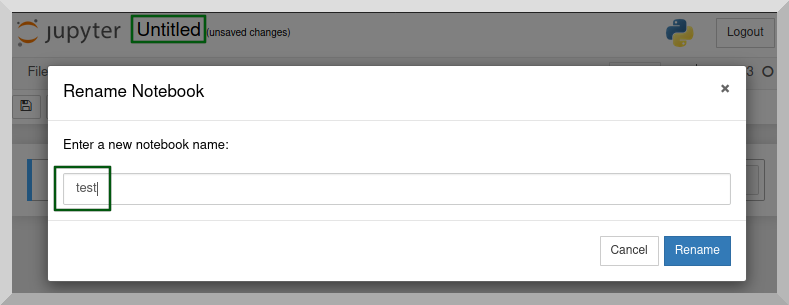 jupyter Untitled (unsaved changes) Logout
File 3
Rename Notebook ×
Enter a new notebook name:
test
Cancel Rename